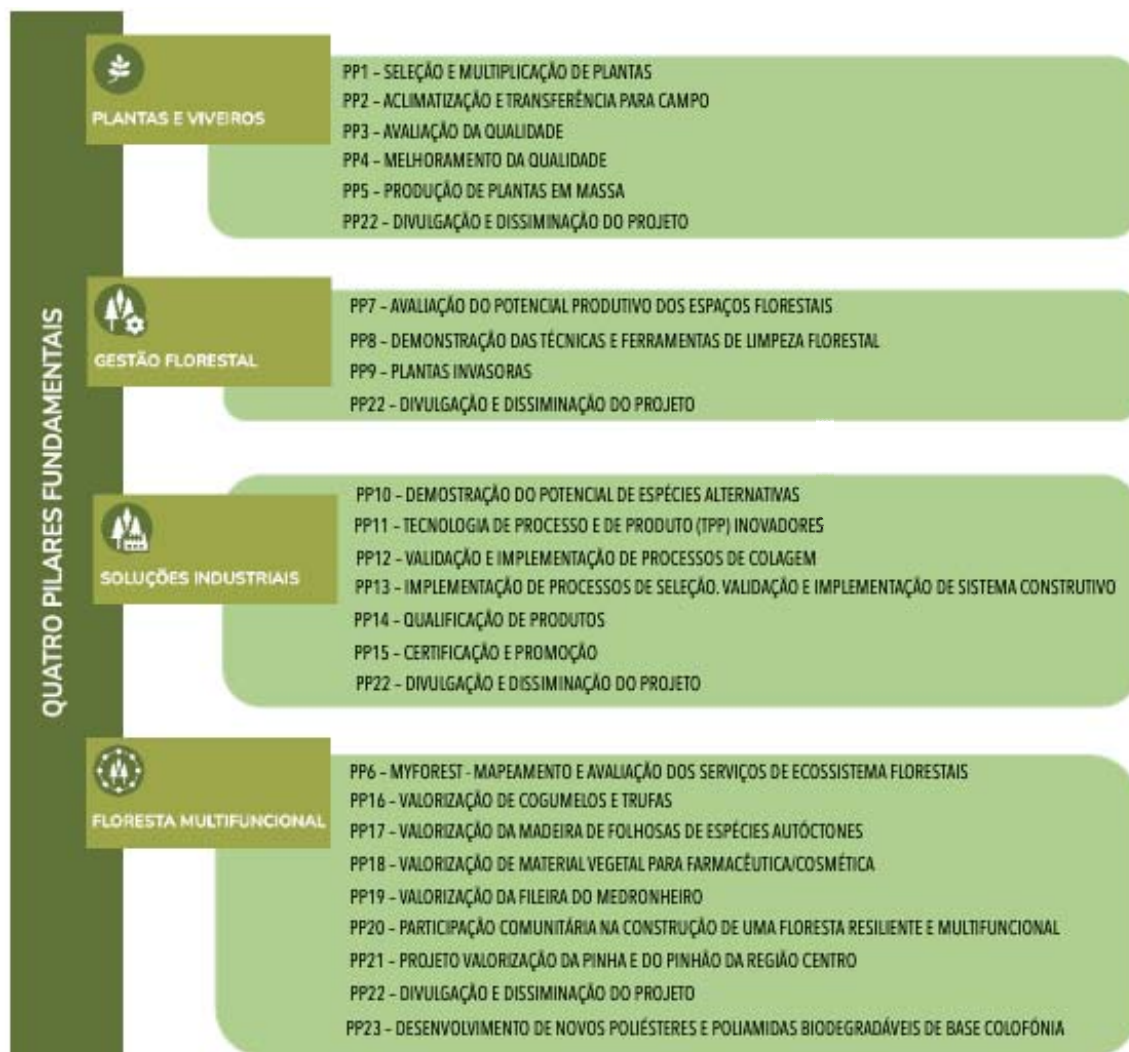 QUATRO PILARES FUNDAMENTAIS
PLANTAS E VIVEIROS
PP1 – SELEÇÃO E MULTIPLICAÇÃO DE PLANTAS
PP2 – ACLIMATIZAÇÃO E TRANSFERÊNCIA PARA CAMPO
PP3 – AVALIAÇÃO DA QUALIDADE
PP4 – MELHORAMENTO DA QUALIDADE
PP5 – PRODUÇÃO DE PLANTAS EM MASSA
PP22 – DIVULGAÇÃO E DISSIMINAÇÃO DO PROJETO
GESTÃO FLORESTAL
PP7 – AVALIAÇÃO DO POTENCIAL PRODUTIVO DOS ESPAÇOS FLORESTAIS
PP8 – DEMONSTRAÇÃO DAS TÉCNICAS E FERRAMENTAS DE LIMPEZA FLORESTAL
PP9 – PLANTAS INVASORAS
PP22 – DIVULGAÇÃO E DISSIMINAÇÃO DO PROJETO
SOLUÇÕES INDUSTRIAIS
PP10 – DEMOSTRAÇÃO DO POTENCIAL DE ESPÉCIES ALTERNATIVAS
PP11 – TECNOLOGIA DE PROCESSO E DE PRODUTO (TPP) INOVADORES
PP12 – VALIDAÇÃO E IMPLEMENTAÇÃO DE PROCESSOS DE COLAGEM
PP13 – IMPLEMENTAÇÃO DE PROCESSOS DE SELEÇÃO. VALIDAÇÃO E IMPLEMENTAÇÃO DE SISTEMA CONSTRUTIVO
PP14 – QUALIFICAÇÃO DE PRODUTOS
PP15 – CERTIFICAÇÃO E PROMOÇÃO
PP22 – DIVULGAÇÃO E DISSIMINAÇÃO DO PROJETO
FLORESTA MULTIFUNCIONAL
PP6 – MYFOREST - MAPEAMENTO E AVALIAÇÃO DOS SERVIÇOS DE ECOSSISTEMA FLORESTAIS
PP16 – VALORIZAÇÃO DE COGUMELOS E TRUFAS
PP17 – VALORIZAÇÃO DA MADEIRA DE FOLHOSAS DE ESPÉCIES AUTÓCTONES
PP18 – VALORIZAÇÃO DE MATERIAL VEGETAL PARA FARMACÊUTICA/COSMÉTICA
PP19 – VALORIZAÇÃO DA FILEIRA DO MEDRONHEIRO
PP20 – PARTICIPAÇÃO COMUNITÁRIA NA CONSTRUÇÃO DE UMA FLORESTA RESILIENTE E MULTIFUNCIONAL
PP21 – PROJETO VALORIZAÇÃO DA PINHA E DO PINHÃO DA REGIÃO CENTRO
PP22 – DIVULGAÇÃO E DISSIMINAÇÃO DO PROJETO
PP23 – DESENVOLVIMENTO DE NOVOS POLIÉSTERES E POLIAMIDAS BIODEGRADÁVEIS DE BASE COLOFÓNIA